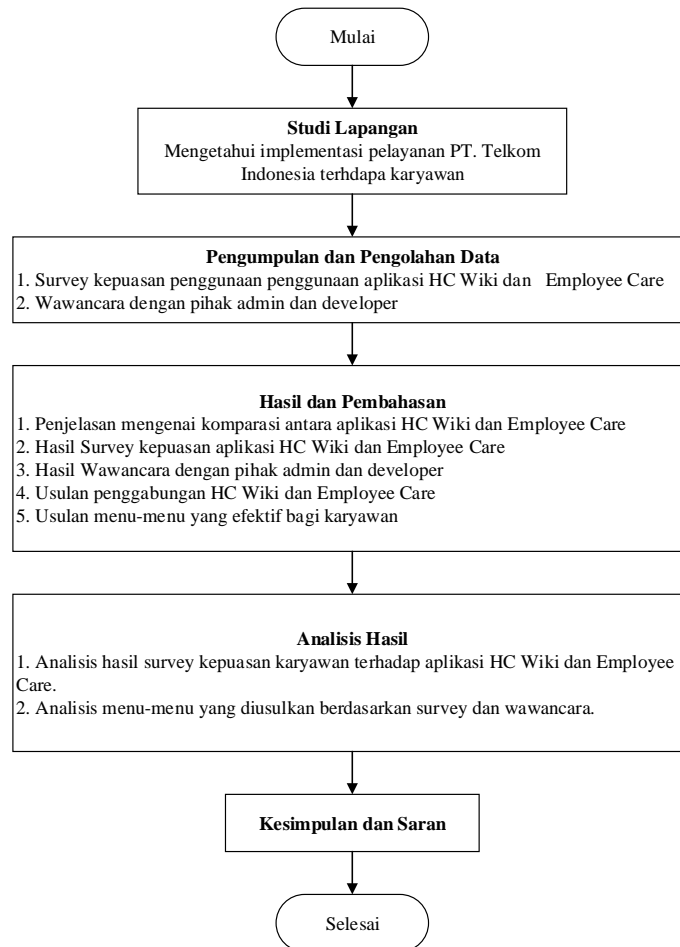 Mulai
Studi Lapangan
Mengetahui implementasi pelayanan PT. Telkom
Indonesia terhdapa karyawan
Pengumpulan dan Pengolahan Data
1. Survey kepuasan penggunaan penggunaan aplikasi HC Wiki dan   Employee Care
2. Wawancara dengan pihak admin dan developer
Hasil dan Pembahasan
1. Penjelasan mengenai komparasi antara aplikasi HC Wiki dan Employee Care
2. Hasil Survey kepuasan aplikasi HC Wiki dan Employee Care
3. Hasil Wawancara dengan pihak admin dan developer
4. Usulan penggabungan HC Wiki dan Employee Care
5. Usulan menu-menu yang efektif bagi karyawan
Analisis Hasil
1. Analisis hasil survey kepuasan karyawan terhadap aplikasi HC Wiki dan Employee
Care.
2. Analisis menu-menu yang diusulkan berdasarkan survey dan wawancara.
Kesimpulan dan Saran
Selesai